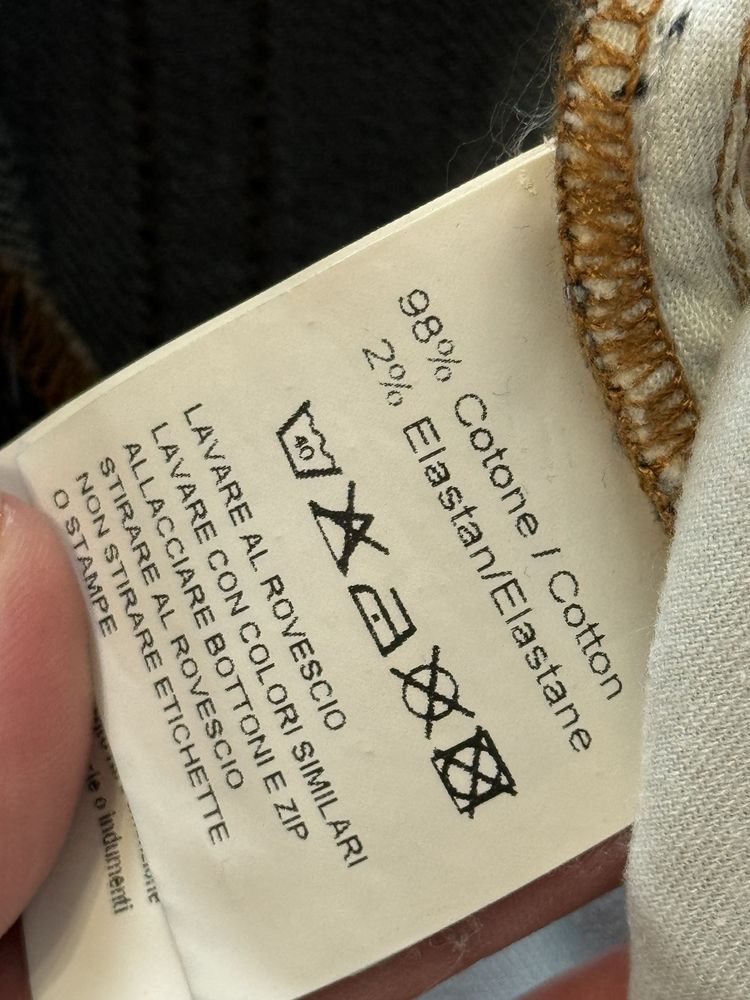 98% Cotone / Cotton
2% Elastan/Elastane
40
LAVARE AL ROVESCIO
LAVARE CON COLORI SIMILARI
ALLACCIARE BOTTONI E ZIP
STIRARE AL ROVESCIO
NON STIRARE ETICHETTE
O STAMPE
o indumenti